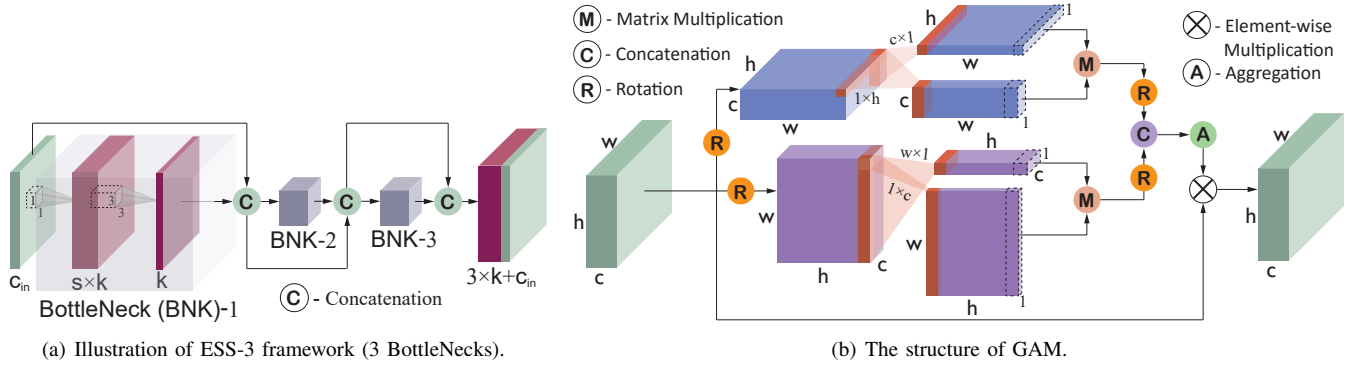 1
1
3
3
C
C
C
BNK-2
BNK-3
c_in
s×k
k
3×k+c_in
BottleNeck (BNK)-1
C - Concatenation
(a) Illustration of ESS-3 framework (3 BottleNecks).
M - Matrix Multiplication
C - Concatenation
R - Rotation
× - Element-wise
Multiplication
A - Aggregation
w
h
c
R
R
h
c
w
1×h
c×1
h
w
1
c
w
1
M
R
w
h
c
w×1
1×c
h
1
c
w
h
1
M
R
C
A
w
h
c
(b) The structure of GAM.